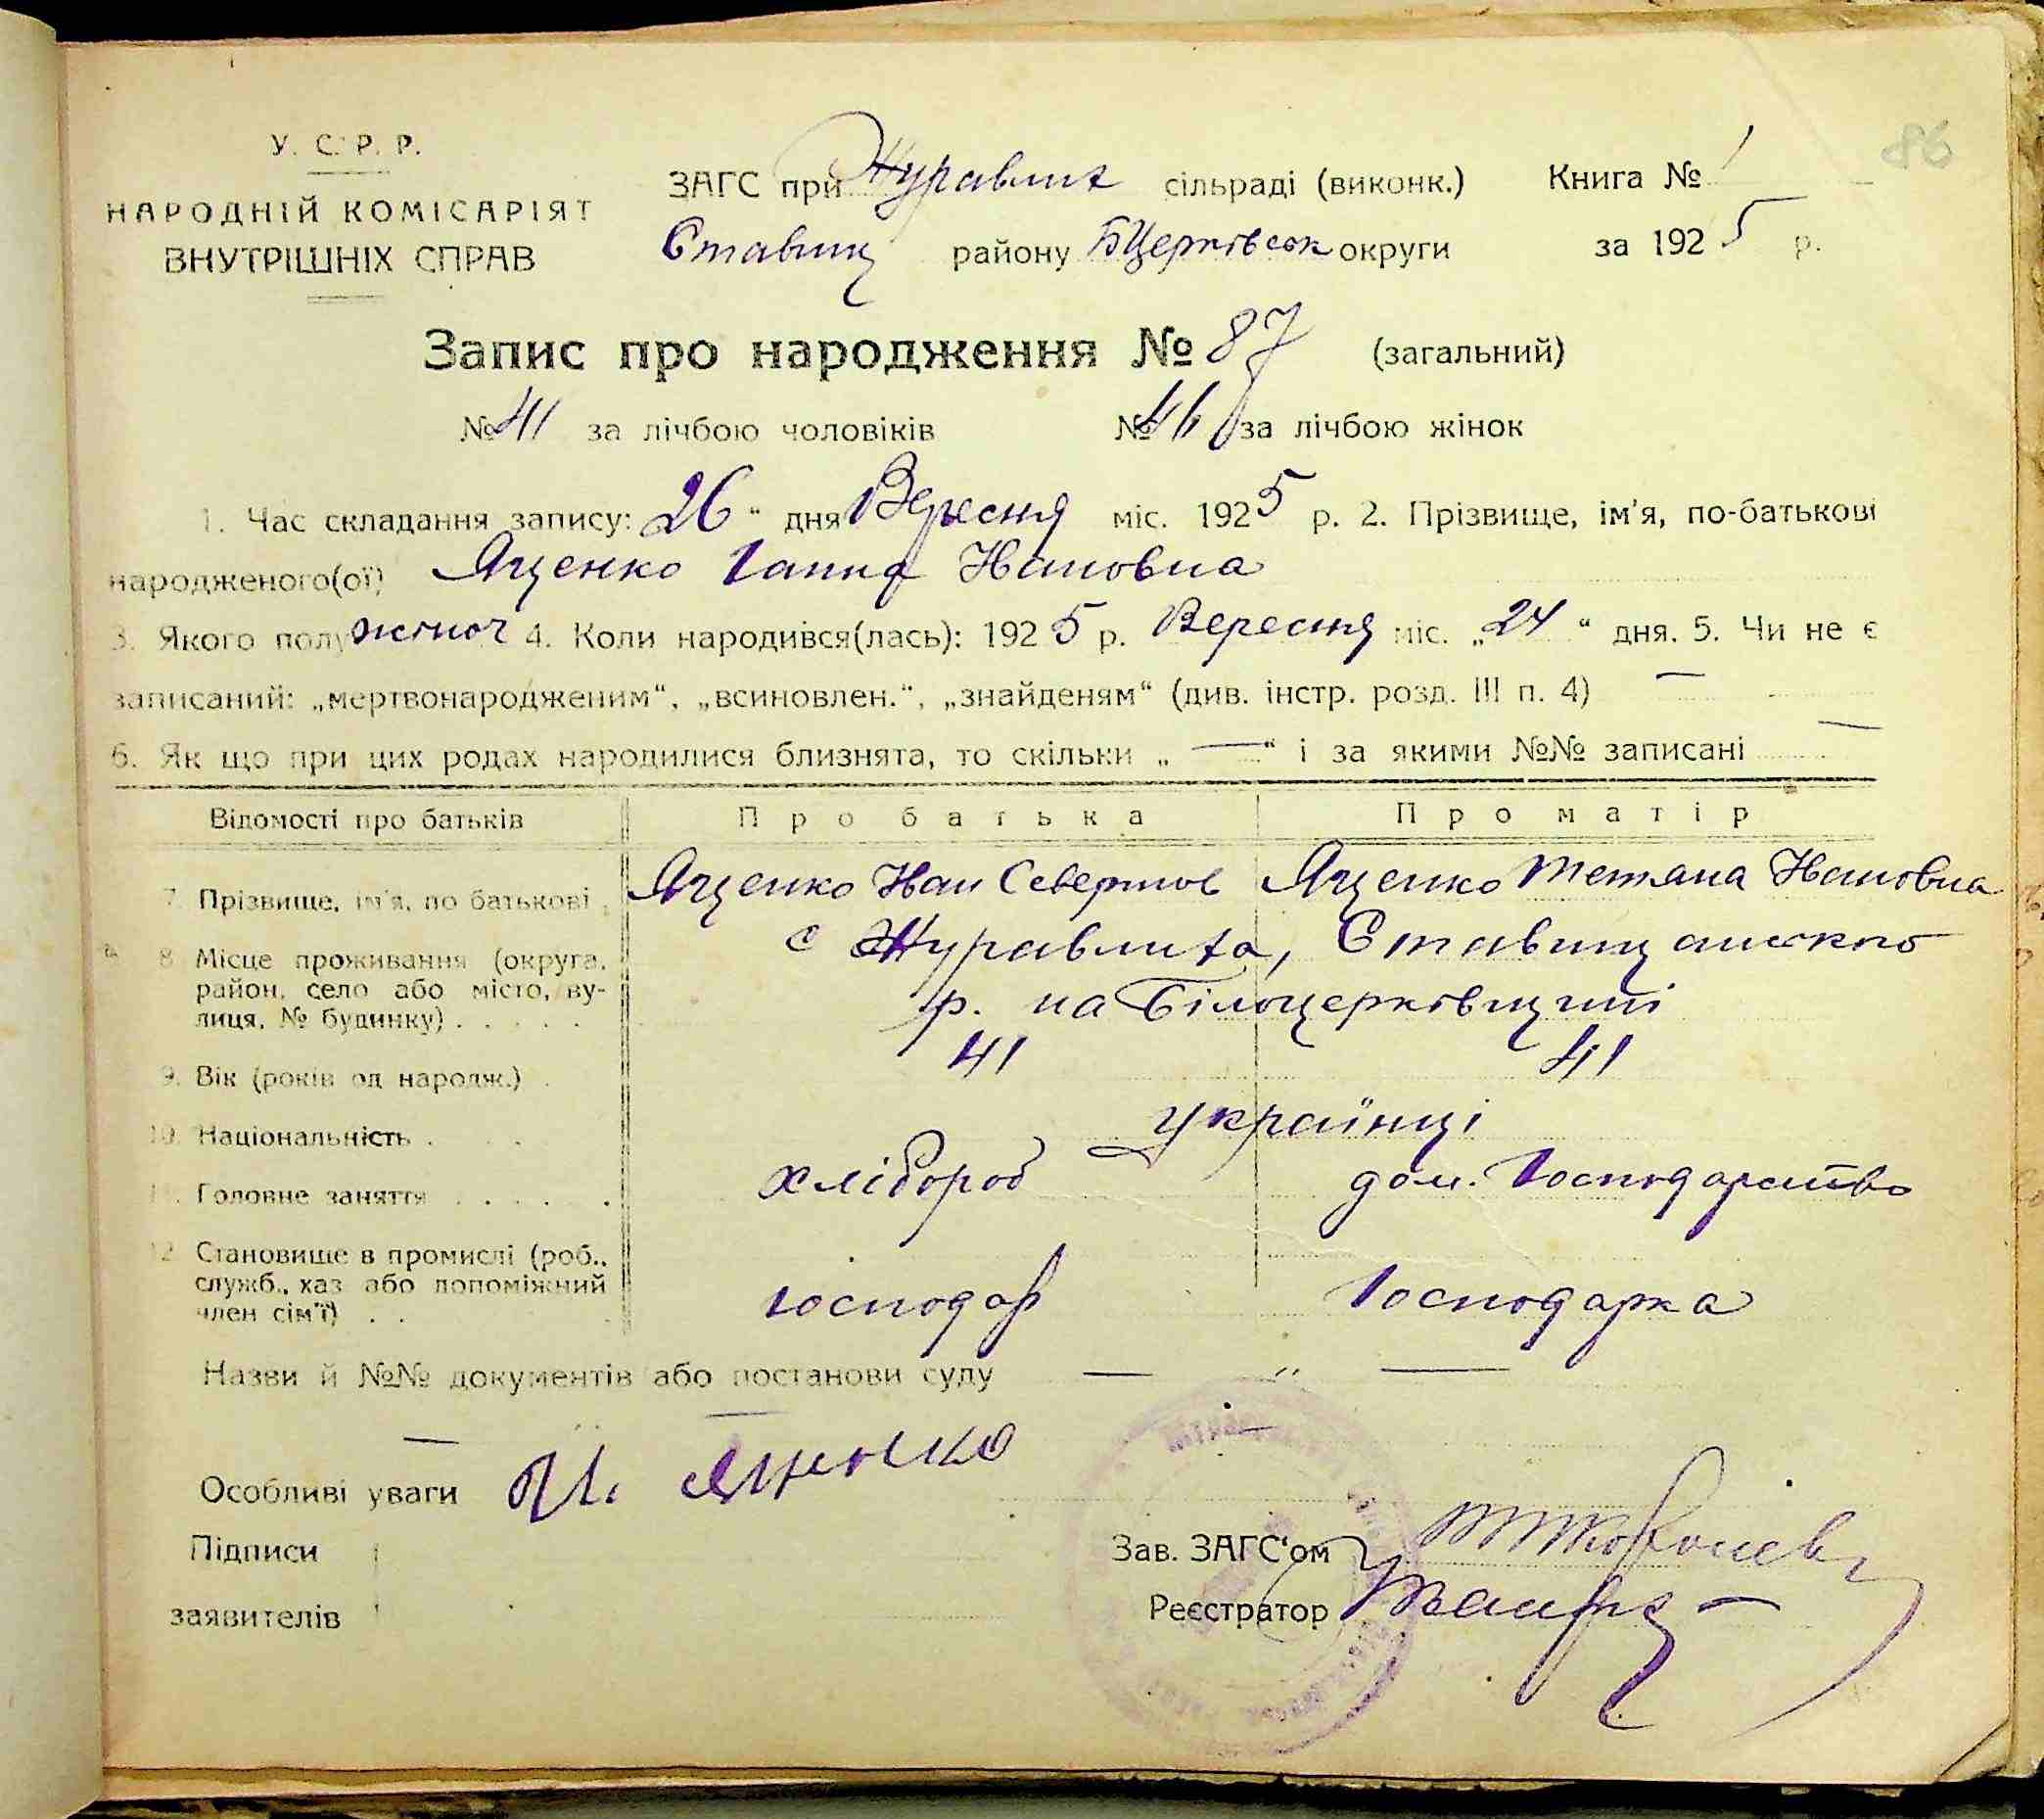 86
У. С. Р. Р.
НАРОДНІЙ КОМІСАРІЯТ
ВНУТРІШНІХ СПРАВ
ЗАГС при Журавлих сільраді (виконк.) Книга № 1
Ставищ району БЦерківськ округи за 1925 р.
Запис про народження № 87 (загальний)
№ 41 за лічбою чоловіків № 46 за лічбою жінок
1. Час складання запису: 26 " дня Вересня міс. 1925 р. 2. Прізвище, ім'я, по-батькові
народженого(ої) Яценко Ганна Івановна
3. Якого полу жіноч 4. Коли народився(лась): 1925 р. Вересня міс. „24“ дня. 5. Чи не є
записаний: „мертвонародженим“, „всиновлен.“, „знайденям“ (див. інстр. розд. III п. 4) —
6. Як що при цих родах народилися близнята, то скільки „—“ і за якими №№ записані —
Відомості про батьків Про батька Про матір
7. Прізвище, ім'я, по батькові Яценко Іван Севериов Яценко Тетяна Івановна
8. Місце проживання (округа, район, село або місто, вулиця, № будинку) . . . . . с Журавлиха, Ставищанского
р. на Білоцерківщині
9. Вік (років од народж.) . 41 41
10. Національність . . . українці
11. Головне заняття . . . . . хлібороб дом. Господарство
12. Становище в промислі (роб., служб., хаз або допоміжний член сім'ї) . . господар Господарка
Назви й №№ документів або постанови суду — " —
— — —
Особливі уваги Яценко
Підписи
заявителів
Зав. ЗАГС'ом
Реєстратор